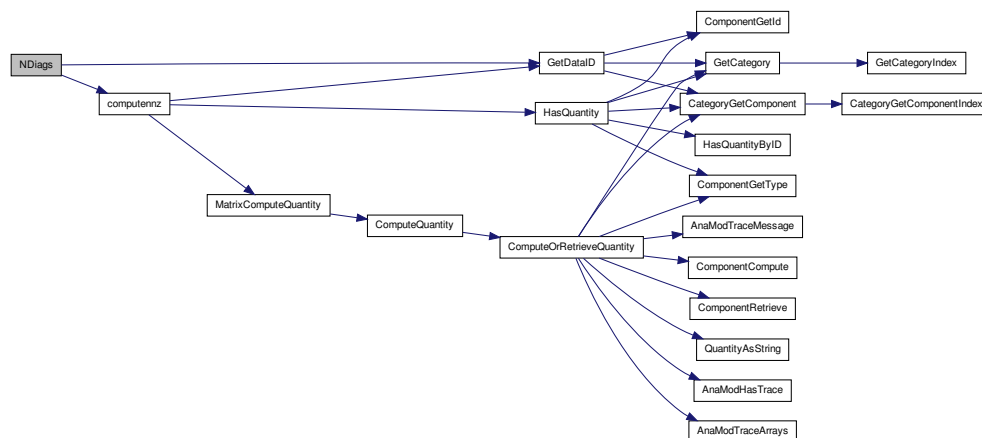 ComponentGetId
NDiags
GetDataID
GetCategory
GetCategoryIndex
computennz
HasQuantity
CategoryGetComponent
CategoryGetComponentIndex
HasQuantityByID
ComponentGetType
MatrixComputeQuantity
ComputeQuantity
AnaModTraceMessage
ComputeOrRetrieveQuantity
ComponentCompute
ComponentRetrieve
QuantityAsString
AnaModHasTrace
AnaModTraceArrays